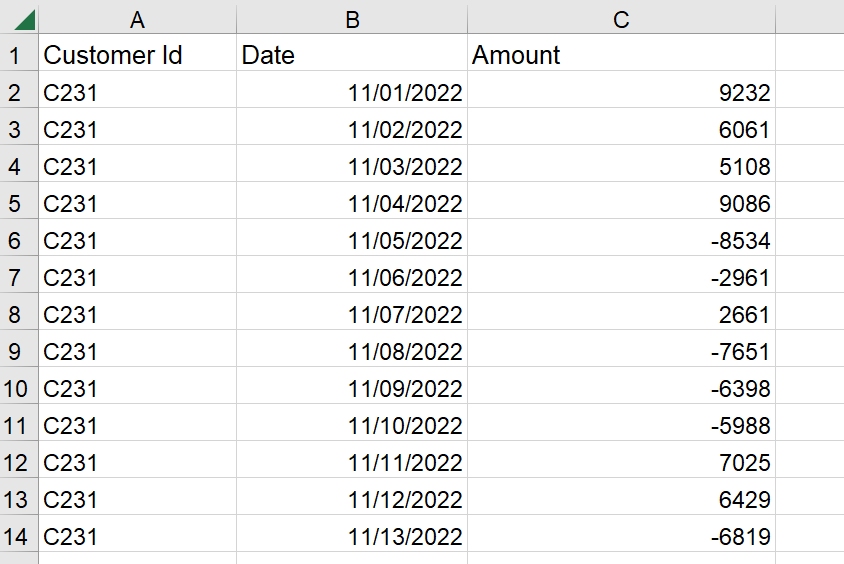 A B C
1 Customer Id Date Amount
2 C231 11/01/2022 9232
3 C231 11/02/2022 6061
4 C231 11/03/2022 5108
5 C231 11/04/2022 9086
6 C231 11/05/2022 -8534
7 C231 11/06/2022 -2961
8 C231 11/07/2022 2661
9 C231 11/08/2022 -7651
10 C231 11/09/2022 -6398
11 C231 11/10/2022 -5988
12 C231 11/11/2022 7025
13 C231 11/12/2022 6429
14 C231 11/13/2022 -6819